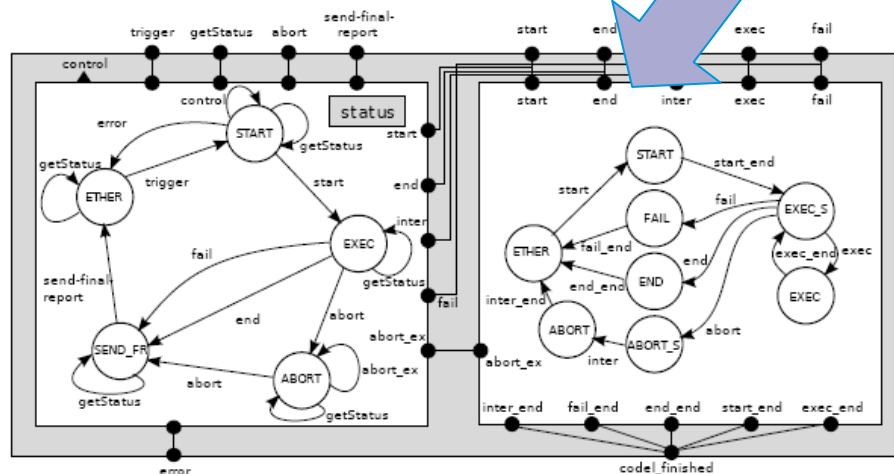 trigger getStatus abort send-final-
report
start end exec fail
control
start end inter exec fail
status
control
START
getStatus
error
getStatus
ETHER
trigger
start
start
end
inter
EXEC
getStatus
fail
fail
end
send-final-
report
abort
SEND_FR
getStatus
abort
ABORT
abort_ex
getStatus
abort_ex
abort_ex
error
START
start_end
start
FAIL
fail
EXEC_S
ETHER
fail_end
exec_end
exec
end
END
end_end
EXEC
inter_end
ABORT
inter
ABORT_S
abort
inter_end fail_end end_end start_end exec_end
codel_finished